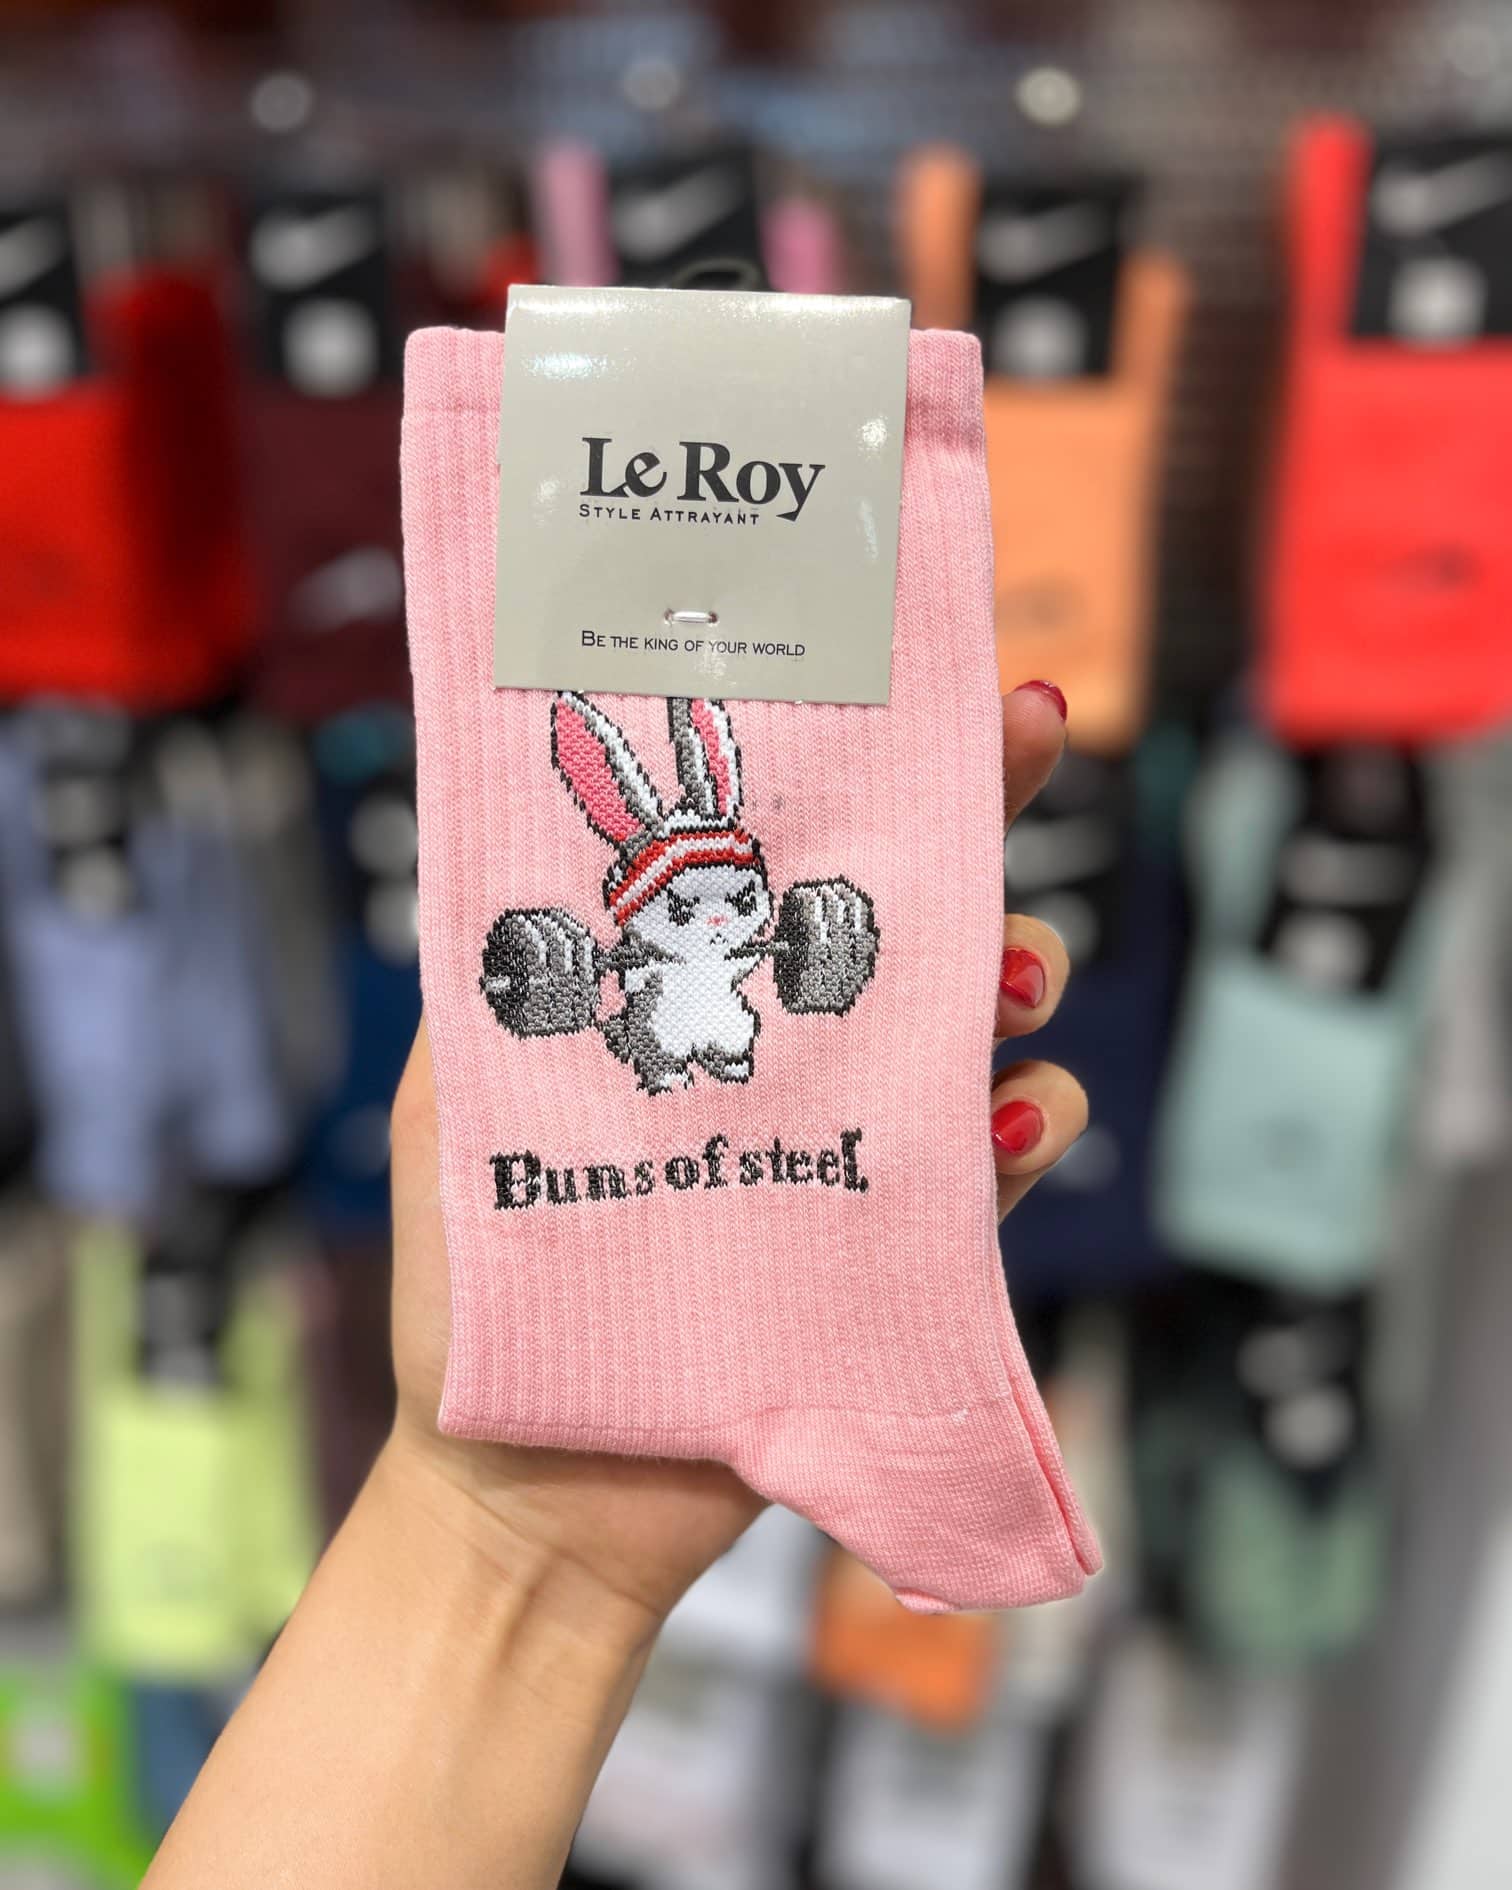 Le Roy
STYLE ATTRAYANT
BE THE KING OF YOUR WORLD
Buns of steel.